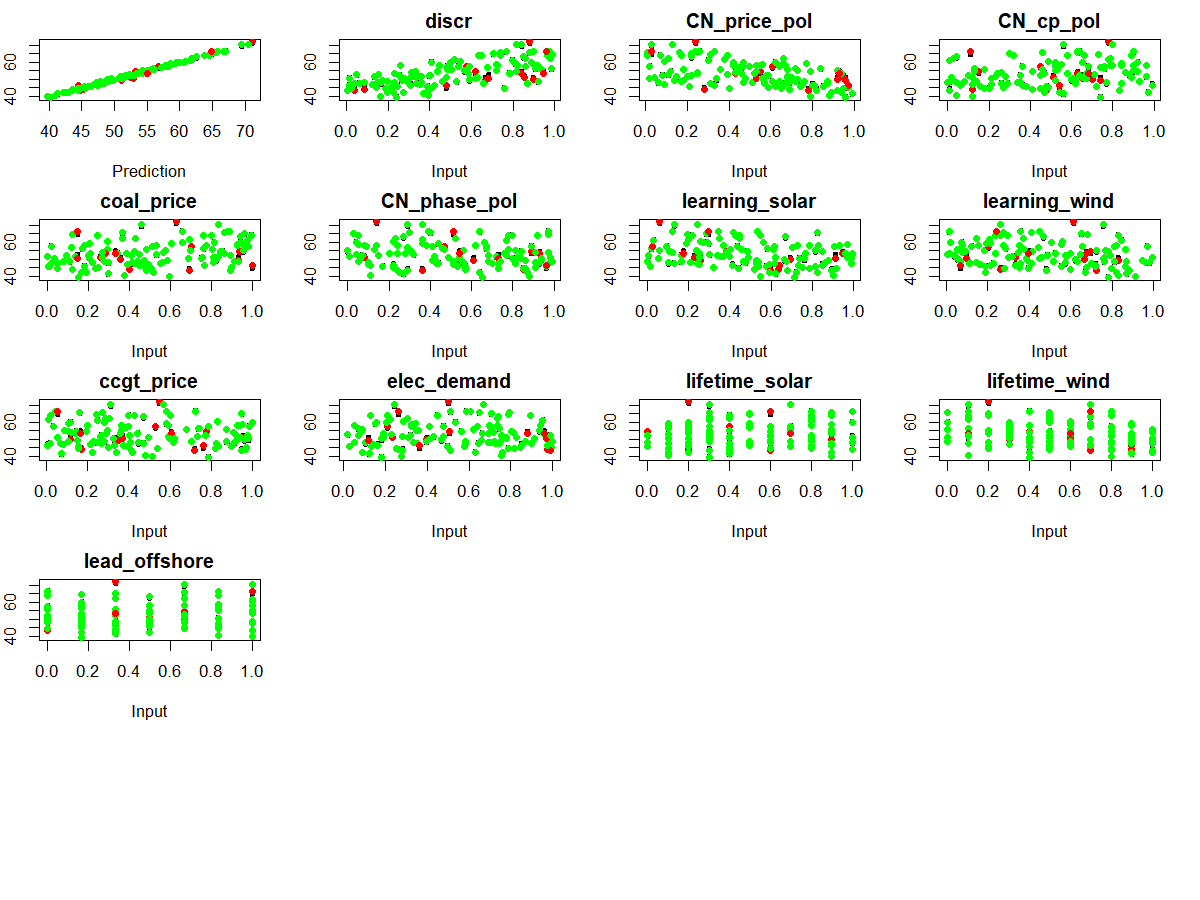 discr CN_price_pol CN_cp_pol
40 60
40 60
40 60
40 60
40 45 50 55 60 65 70
0.0 0.2 0.4 0.6 0.8 1.0
0.0 0.2 0.4 0.6 0.8 1.0
0.0 0.2 0.4 0.6 0.8 1.0
Prediction Input Input Input
coal_price CN_phase_pol learning_solar learning_wind
40 60
40 60
40 60
40 60
0.0 0.2 0.4 0.6 0.8 1.0
0.0 0.2 0.4 0.6 0.8 1.0
0.0 0.2 0.4 0.6 0.8 1.0
0.0 0.2 0.4 0.6 0.8 1.0
Input Input Input Input
ccgt_price elec_demand lifetime_solar lifetime_wind
40 60
40 60
40 60
40 60
0.0 0.2 0.4 0.6 0.8 1.0
0.0 0.2 0.4 0.6 0.8 1.0
0.0 0.2 0.4 0.6 0.8 1.0
0.0 0.2 0.4 0.6 0.8 1.0
Input Input Input Input
lead_offshore
40 60
0.0 0.2 0.4 0.6 0.8 1.0
Input